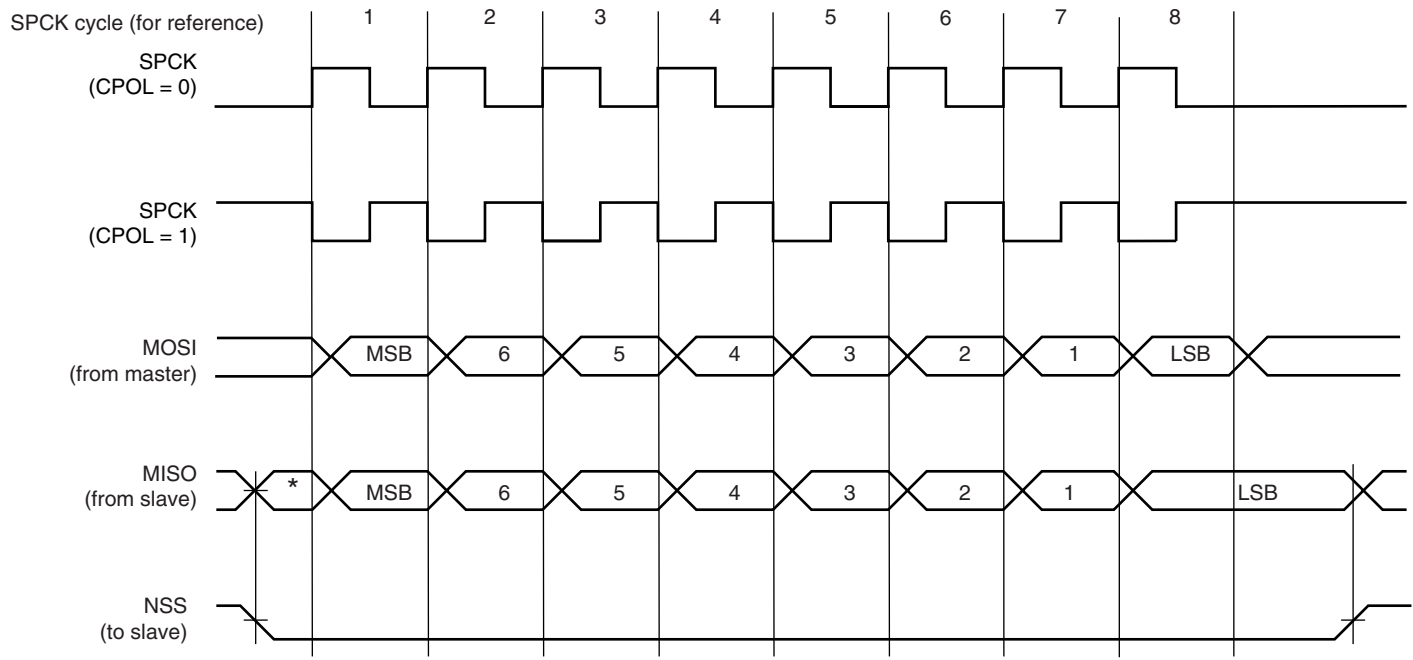 SPCK cycle (for reference) 1 2 3 4 5 6 7 8
SPCK
(CPOL = 0)
SPCK
(CPOL = 1)
MOSI
(from master)
MSB 6 5 4 3 2 1 LSB
MISO
(from slave)
* MSB 6 5 4 3 2 1 LSB
NSS
(to slave)